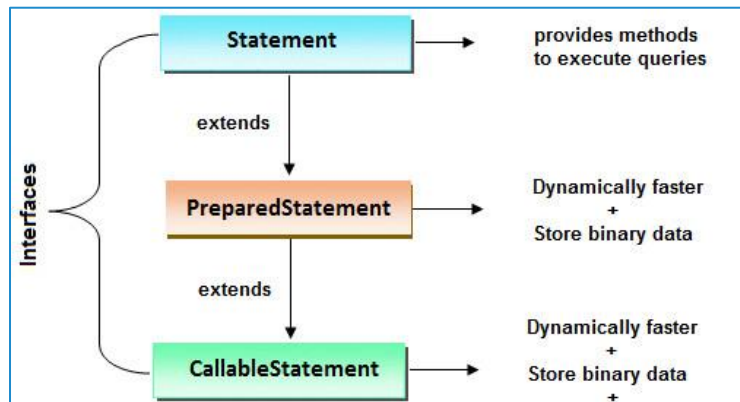 Statement
provides methods
to execute queries
extends
Interfaces
PreparedStatement
Dynamically faster
+
Store binary data
extends
CallableStatement
Dynamically faster
+
Store binary data
+